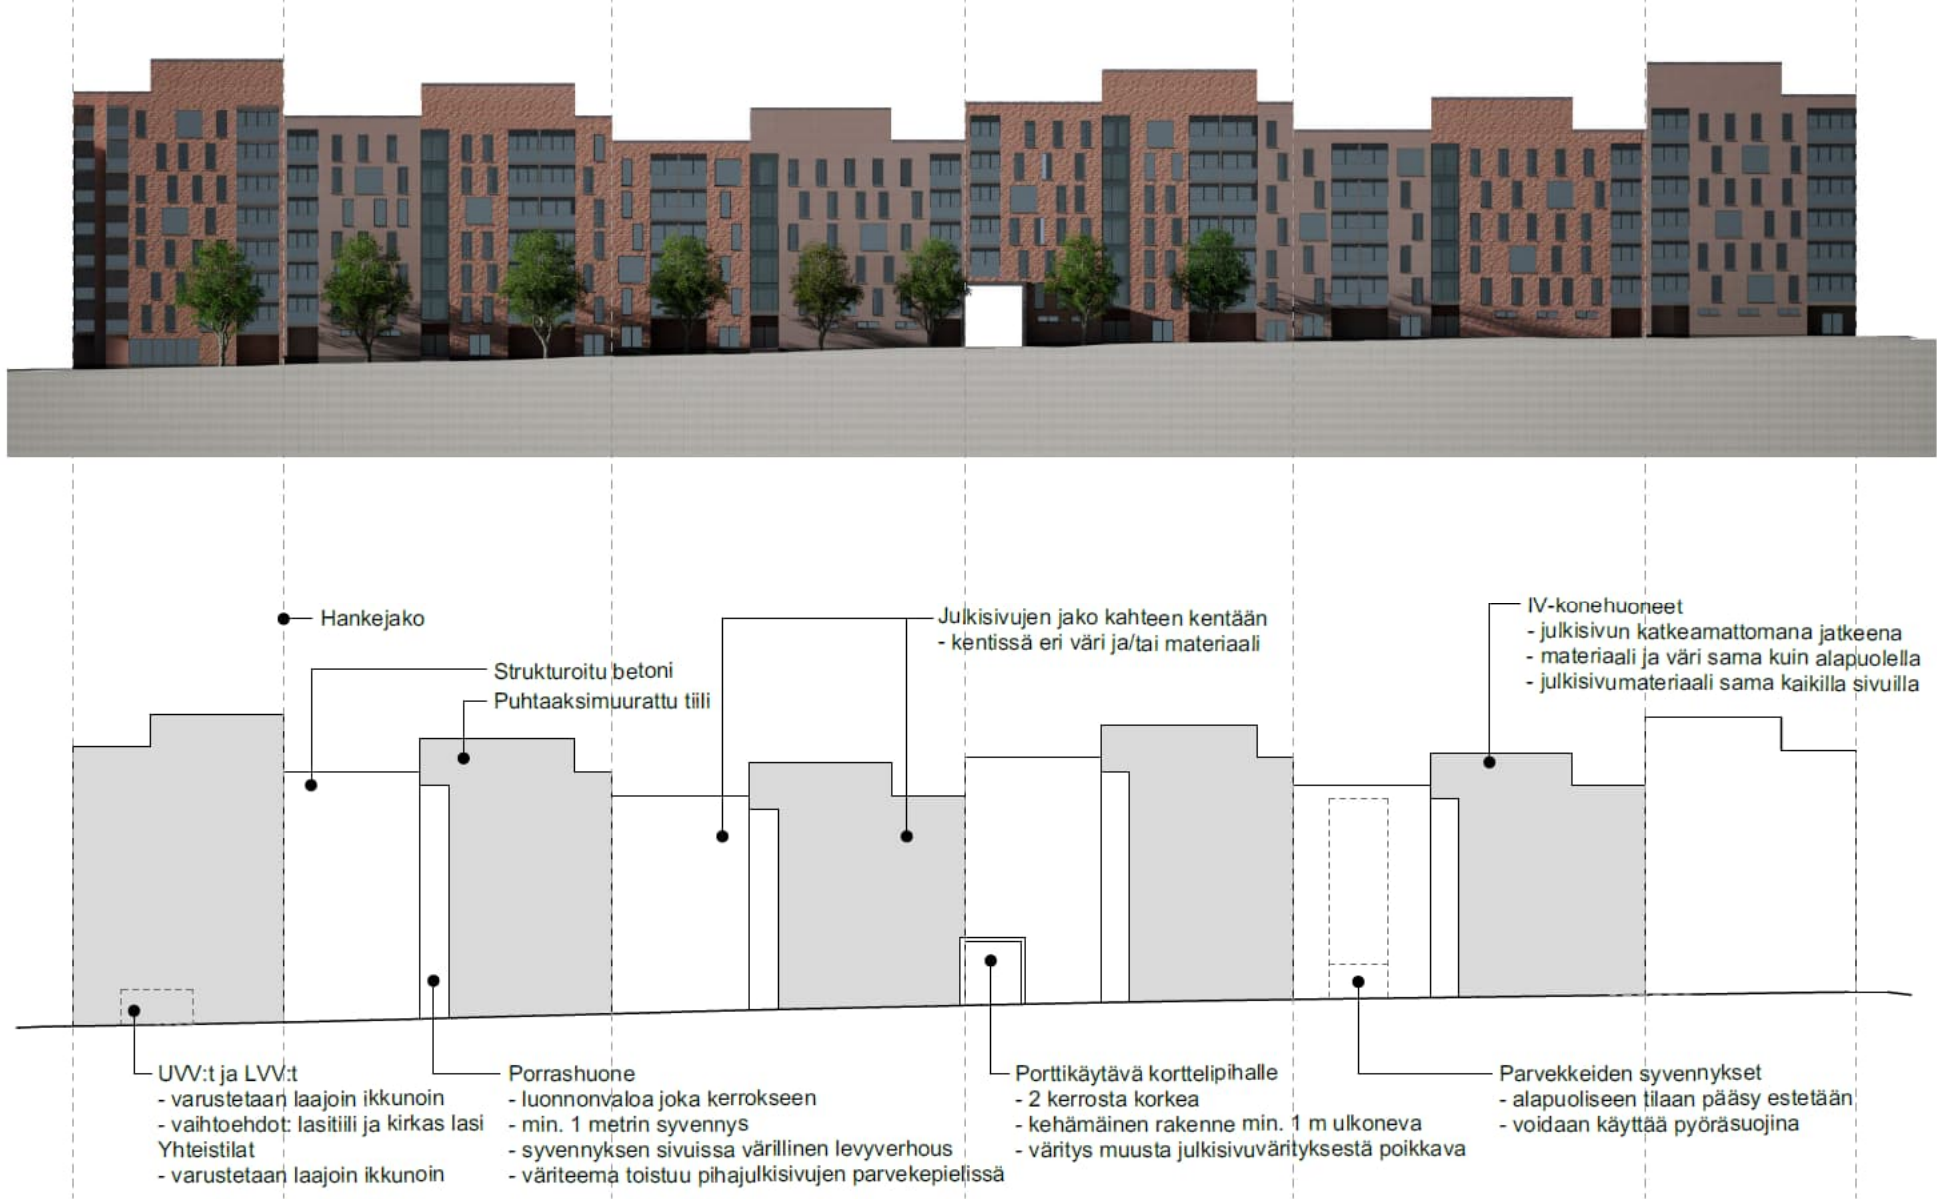 Hankejako
Strukturoitu betoni
Puhtaaksimuurattu tiili
Julkisivujen jako kahteen kentään
- kentissä eri väri ja/tai materiaali
IV-konehuoneet
- julkisivun katkeamattomana jatkeena
- materiaali ja väri sama kuin alapuolella
- julkisivumateriaali sama kaikilla sivuilla
UVV:t ja LVV:t
- varustetaan laajoin ikkunoin
- vaihtoehdot: lasitiili ja kirkas lasi
Yhteistilat
- varustetaan laajoin ikkunoin
Porrashuone
- luonnonvaloa joka kerrokseen
- min. 1 metrin syvennys
- syvennyksen sivuissa värillinen levyverhous
- väriteema toistuu pihajulkisivujen parvekepielissä
Porttikäytävä korttelipihalle
- 2 kerrosta korkea
- kehämäinen rakenne min. 1 m ulkoneva
- väritys muusta julkisivuvärityksestä poikkava
Parvekkeiden syvennykset
- alapuoliseen tilaan pääsy estetään
- voidaan käyttää pyöräsuojina